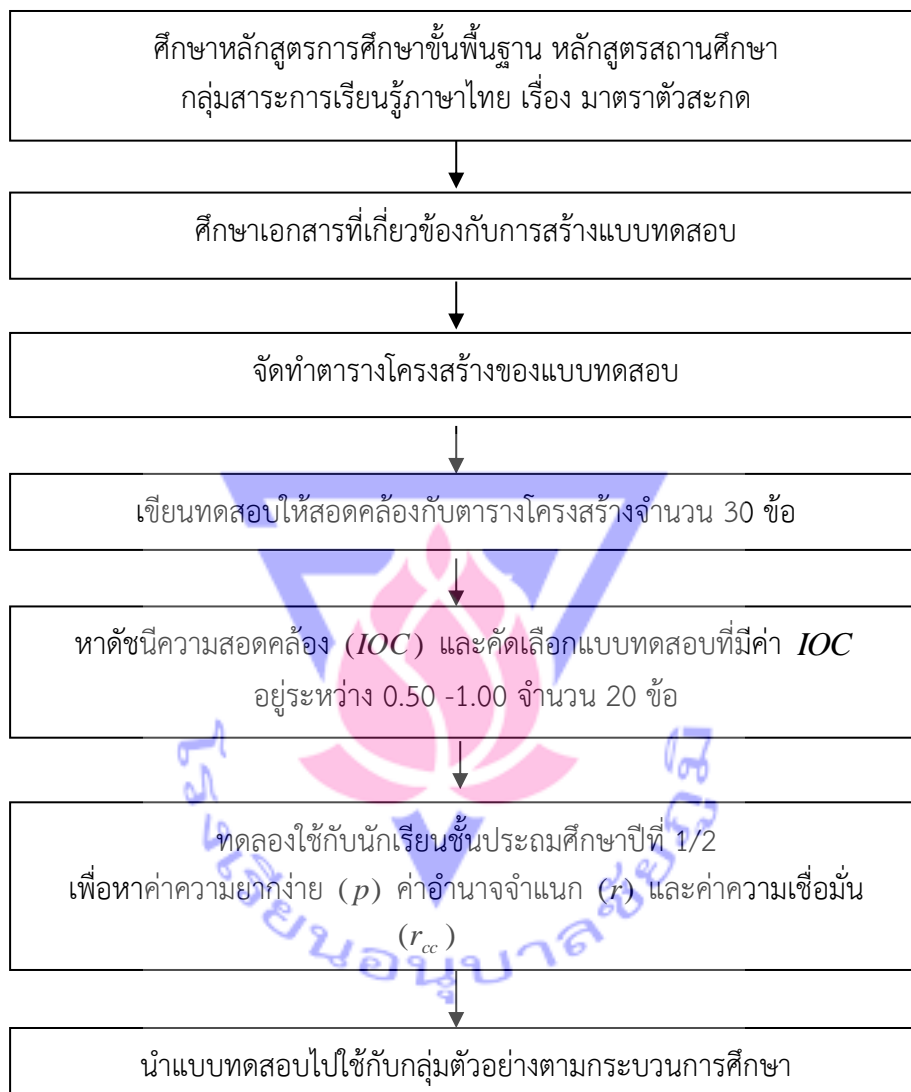 ศึกษาหลักสูตรการศึกษาขั้นพื้นฐาน หลักสูตรสถานศึกษา
กลุ่มสาระการเรียนรู้ภาษาไทย เรื่อง มาตราตัวสะกด
ศึกษาเอกสารที่เกี่ยวข้องกับการสร้างแบบทดสอบ
จัดทำตารางโครงสร้างของแบบทดสอบ
เขียนทดสอบให้สอดคล้องกับตารางโครงสร้างจำนวน 30 ข้อ
หาดัชนีความสอดคล้อง (IOC) และคัดเลือกแบบทดสอบที่มีค่า IOC
อยู่ระหว่าง 0.50 -1.00 จำนวน 20 ข้อ
ทดลองใช้กับนักเรียนชั้นประถมศึกษาปีที่ 1/2
เพื่อหาค่าความยากง่าย (p) ค่าอำนาจจำแนก (r) และค่าความเชื่อมั่น
(r_cc)
นำแบบทดสอบไปใช้กับกลุ่มตัวอย่างตามกระบวนการศึกษา
โรงเรียนอนุบาลชัยภูมิ